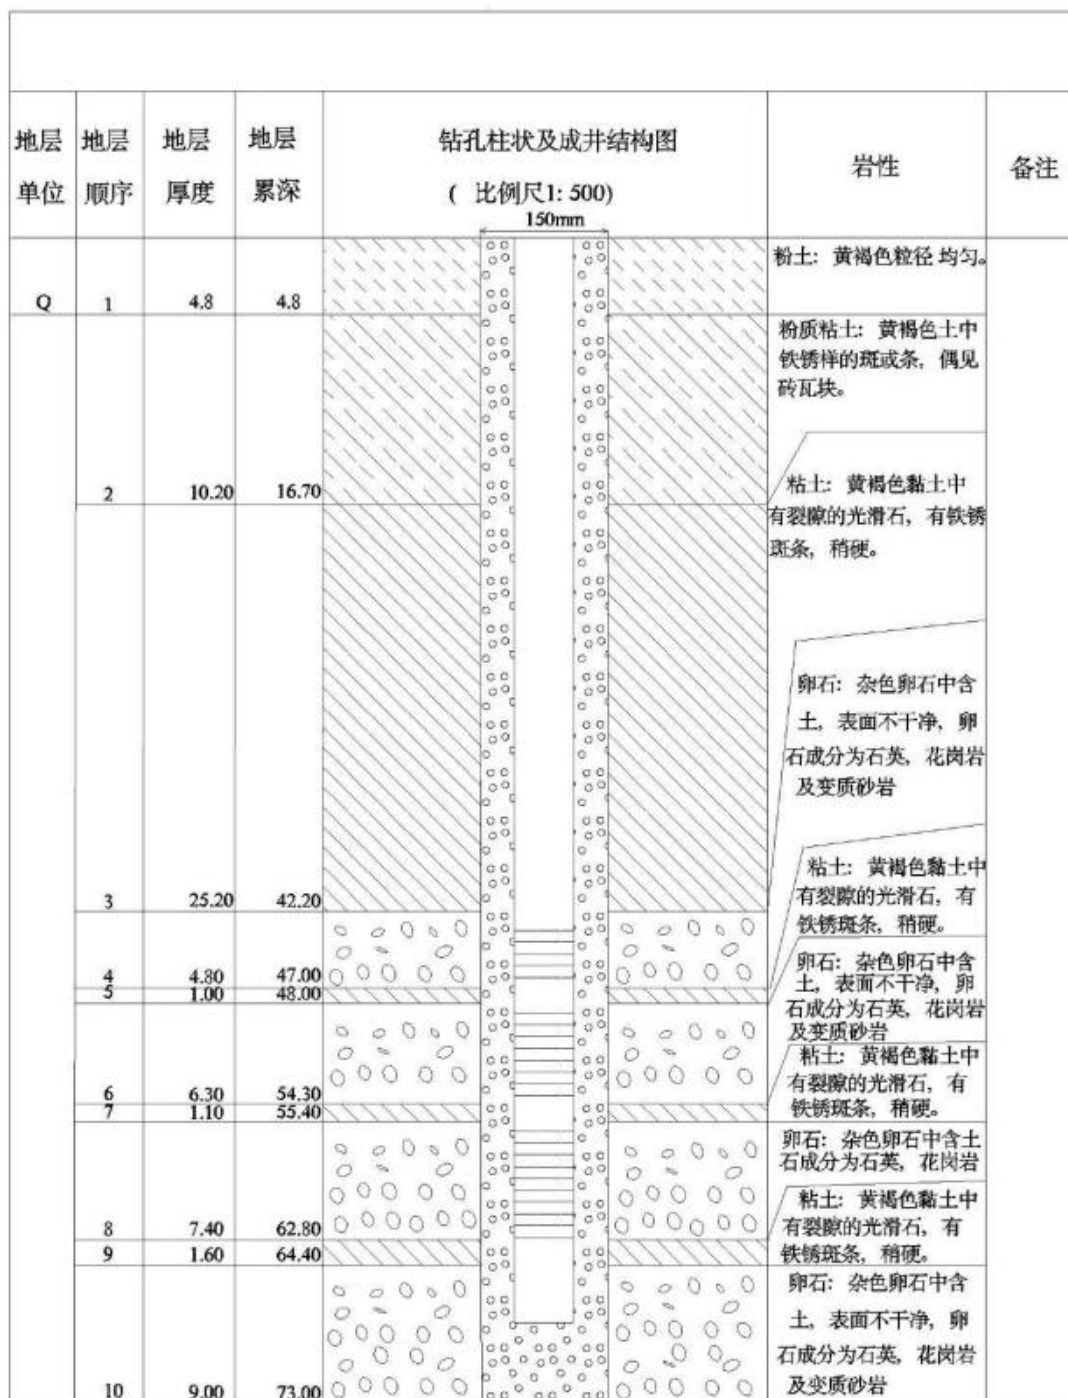 地层 地层 地层 地层 钻孔柱状及成井结构图 岩性 备注
单位 顺序 厚度 累深 ( 比例尺1: 500)
150mm
粉土: 黄褐色粒径 均匀。
Q 1 4.8 4.8
粉质粘土: 黄褐色土中
铁锈样的斑或条, 偶见
砖瓦块。
2 10.20 16.70
粘土: 黄褐色黏土中
有裂隙的光滑石, 有铁锈
斑条, 稍硬。
卵石: 杂色卵石中含
土, 表面不干净, 卵
石成分为石英, 花岗岩
及变质砂岩
3 25.20 42.20
粘土: 黄褐色黏土中
有裂隙的光滑石, 有
铁锈斑条, 稍硬。
4 4.80 47.00
5 1.00 48.00
卵石: 杂色卵石中含
土, 表面不干净, 卵
石成分为石英, 花岗岩
及变质砂岩
6 6.30 54.30
7 1.10 55.40
粘土: 黄褐色黏土中
有裂隙的光滑石, 有
铁锈斑条, 稍硬。
卵石: 杂色卵石中含土
石成分为石英, 花岗岩
8 7.40 62.80
9 1.60 64.40
粘土: 黄褐色黏土中
有裂隙的光滑石, 有
铁锈斑条, 稍硬。
卵石: 杂色卵石中含
土, 表面不干净, 卵
石成分为石英, 花岗岩
及变质砂岩
10 9.00 73.00